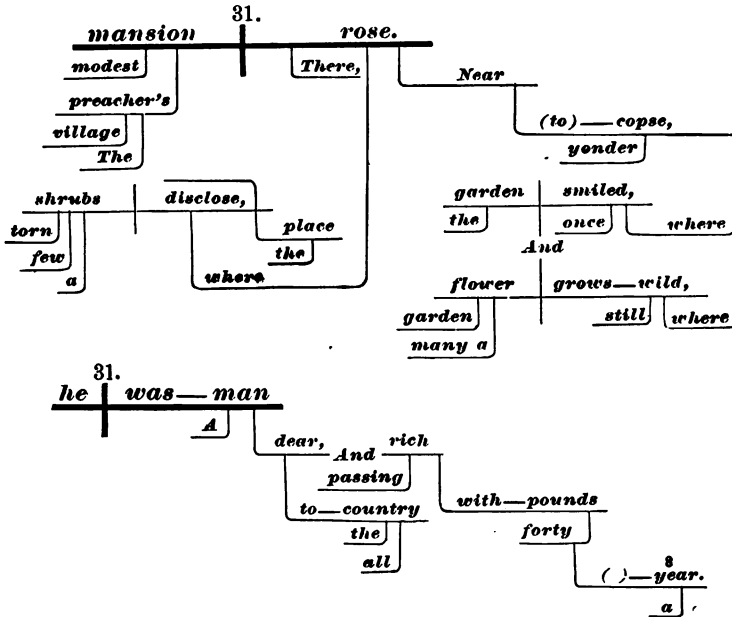 31.
mansion rose.
modest There, Near
preacher's
village (to)—copse,
The yonder
shrubs disclose, garden smiled,
torn place the once where
few the And
a where flower grows—wild,
garden still where
many a
31.
he was—man
A dear, And rich
passing
to—country with—pounds
the forty
all
8
( )—year.
a